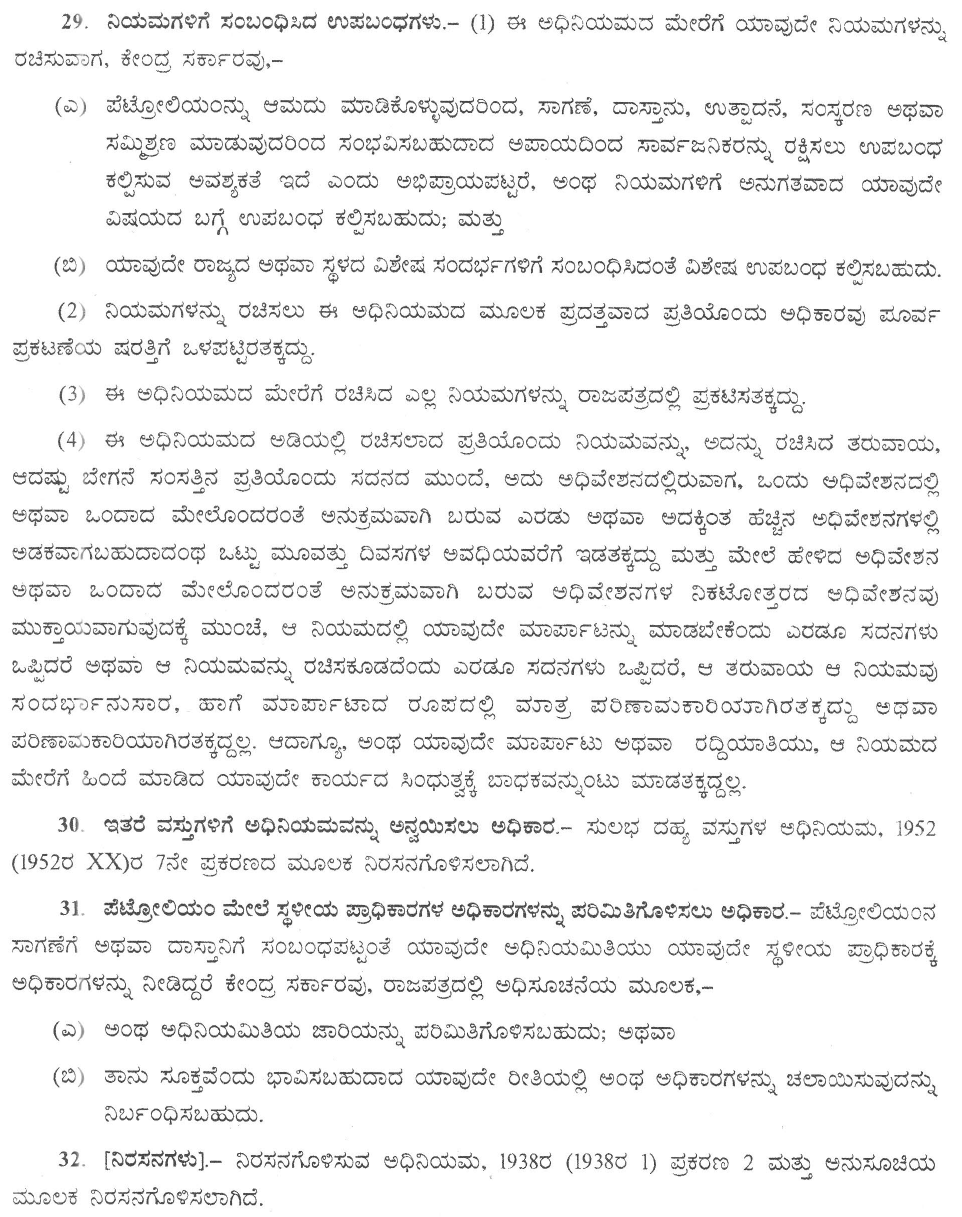 29. ನಿಯಮಗಳಿಗೆ ಸಂಬಂಧಿಸಿದ ಉಪಬಂಧಗಳು.– (1) ಈ ಅಧಿನಿಯಮದ ಮೇರೆಗೆ ಯಾವುದೇ ನಿಯಮಗಳನ್ನು
ರಚಿಸುವಾಗ, ಕೇಂದ್ರ ಸರ್ಕಾರವು,–
(ಎ) ಪೆಟ್ರೋಲಿಯಂನ್ನು ಆಮದು ಮಾಡಿಕೊಳ್ಳುವುದರಿಂದ, ಸಾಗಣೆ, ದಾಸ್ತಾನು, ಉತ್ಪಾದನೆ, ಸಂಸ್ಕರಣ ಅಥವಾ
ಸಮ್ಮಿಶ್ರಣ ಮಾಡುವುದರಿಂದ ಸಂಭವಿಸಬಹುದಾದ ಅಪಾಯದಿಂದ ಸಾರ್ವಜನಿಕರನ್ನು ರಕ್ಷಿಸಲು ಉಪಬಂಧ
ಕಲ್ಪಿಸುವ ಅವಶ್ಯಕತೆ ಇದೆ ಎಂದು ಅಭಿಪ್ರಾಯಪಟ್ಟರೆ, ಅಂಥ ನಿಯಮಗಳಿಗೆ ಅನುಗತವಾದ ಯಾವುದೇ
ವಿಷಯದ ಬಗ್ಗೆ ಉಪಬಂಧ ಕಲ್ಪಿಸಬಹುದು; ಮತ್ತು
(ಬಿ) ಯಾವುದೇ ರಾಜ್ಯದ ಅಥವಾ ಸ್ಥಳದ ವಿಶೇಷ ಸಂದರ್ಭಗಳಿಗೆ ಸಂಬಂಧಿಸಿದಂತೆ ವಿಶೇಷ ಉಪಬಂಧ ಕಲ್ಪಿಸಬಹುದು.
(2) ನಿಯಮಗಳನ್ನು ರಚಿಸಲು ಈ ಅಧಿನಿಯಮದ ಮೂಲಕ ಪ್ರದತ್ತವಾದ ಪ್ರತಿಯೊಂದು ಅಧಿಕಾರವು ಪೂರ್ವ
ಪ್ರಕಟಣೆಯ ಷರತ್ತಿಗೆ ಒಳಪಟ್ಟಿರತಕ್ಕದ್ದು.
(3) ಈ ಅಧಿನಿಯಮದ ಮೇರೆಗೆ ರಚಿಸಿದ ಎಲ್ಲ ನಿಯಮಗಳನ್ನು ರಾಜಪತ್ರದಲ್ಲಿ ಪ್ರಕಟಿಸತಕ್ಕದ್ದು.
(4) ಈ ಅಧಿನಿಯಮದ ಅಡಿಯಲ್ಲಿ ರಚಿಸಲಾದ ಪ್ರತಿಯೊಂದು ನಿಯಮವನ್ನು, ಅದನ್ನು ರಚಿಸಿದ ತರುವಾಯ,
ಆದಷ್ಟು ಬೇಗನೆ ಸಂಸತ್ತಿನ ಪ್ರತಿಯೊಂದು ಸದನದ ಮುಂದೆ, ಅದು ಅಧಿವೇಶನದಲ್ಲಿರುವಾಗ, ಒಂದು ಅಧಿವೇಶನದಲ್ಲಿ
ಅಥವಾ ಒಂದಾದ ಮೇಲೊಂದರಂತೆ ಅನುಕ್ರಮವಾಗಿ ಬರುವ ಎರಡು ಅಥವಾ ಅದಕ್ಕಿಂತ ಹೆಚ್ಚಿನ ಅಧಿವೇಶನಗಳಲ್ಲಿ
ಅಡಕವಾಗಬಹುದಾದಂಥ ಒಟ್ಟು ಮೂವತ್ತು ದಿವಸಗಳ ಅವಧಿಯವರೆಗೆ ಇಡತಕ್ಕದ್ದು ಮತ್ತು ಮೇಲೆ ಹೇಳಿದ ಅಧಿವೇಶನ
ಅಥವಾ ಒಂದಾದ ಮೇಲೊಂದರಂತೆ ಅನುಕ್ರಮವಾಗಿ ಬರುವ ಅಧಿವೇಶನಗಳ ನಿಕಟೋತ್ತರದ ಅಧಿವೇಶನವು
ಮುಕ್ತಾಯವಾಗುವುದಕ್ಕೆ ಮುಂಚೆ, ಆ ನಿಯಮದಲ್ಲಿ ಯಾವುದೇ ಮಾರ್ಪಾಟನ್ನು ಮಾಡಬೇಕೆಂದು ಎರಡೂ ಸದನಗಳು
ಒಪ್ಪಿದರೆ ಅಥವಾ ಆ ನಿಯಮವನ್ನು ರಚಿಸಕೂಡದೆಂದು ಎರಡೂ ಸದನಗಳು ಒಪ್ಪಿದರೆ, ಆ ತರುವಾಯ ಆ ನಿಯಮವು
ಸಂದರ್ಭಾನುಸಾರ, ಹಾಗೆ ಮಾರ್ಪಾಟಾದ ರೂಪದಲ್ಲಿ ಮಾತ್ರ ಪರಿಣಾಮಕಾರಿಯಾಗಿರತಕ್ಕದ್ದು ಅಥವಾ
ಪರಿಣಾಮಕಾರಿಯಾಗಿರತಕ್ಕದ್ದಲ್ಲ. ಆದಾಗ್ಯೂ, ಅಂಥ ಯಾವುದೇ ಮಾರ್ಪಾಟು ಅಥವಾ ರದ್ದಿಯಾತಿಯು, ಆ ನಿಯಮದ
ಮೇರೆಗೆ ಹಿಂದೆ ಮಾಡಿದ ಯಾವುದೇ ಕಾರ್ಯದ ಸಿಂಧುತ್ವಕ್ಕೆ ಬಾಧಕವನ್ನುಂಟು ಮಾಡತಕ್ಕದ್ದಲ್ಲ.
30. ಇತರೆ ವಸ್ತುಗಳಿಗೆ ಅಧಿನಿಯಮವನ್ನು ಅನ್ವಯಿಸಲು ಅಧಿಕಾರ.– ಸುಲಭ ದಹ್ಯ ವಸ್ತುಗಳ ಅಧಿನಿಯಮ, 1952
(1952ರ XX)ರ 7ನೇ ಪ್ರಕರಣದ ಮೂಲಕ ನಿರಸನಗೊಳಿಸಲಾಗಿದೆ.
31. ಪೆಟ್ರೋಲಿಯಂ ಮೇಲೆ ಸ್ಥಳೀಯ ಪ್ರಾಧಿಕಾರಗಳ ಅಧಿಕಾರಗಳನ್ನು ಪರಿಮಿತಿಗೊಳಿಸಲು ಅಧಿಕಾರ.– ಪೆಟ್ರೋಲಿಯಂನ
ಸಾಗಣೆಗೆ ಅಥವಾ ದಾಸ್ತಾನಿಗೆ ಸಂಬಂಧಪಟ್ಟಂತೆ ಯಾವುದೇ ಅಧಿನಿಯಮಿತಿಯು ಯಾವುದೇ ಸ್ಥಳೀಯ ಪ್ರಾಧಿಕಾರಕ್ಕೆ
ಅಧಿಕಾರಗಳನ್ನು ನೀಡಿದ್ದರೆ ಕೇಂದ್ರ ಸರ್ಕಾರವು, ರಾಜಪತ್ರದಲ್ಲಿ ಅಧಿಸೂಚನೆಯ ಮೂಲಕ,–
(ಎ) ಅಂಥ ಅಧಿನಿಯಮಿತಿಯ ಜಾರಿಯನ್ನು ಪರಿಮಿತಿಗೊಳಿಸಬಹುದು; ಅಥವಾ
(ಬಿ) ತಾನು ಸೂಕ್ತವೆಂದು ಭಾವಿಸಬಹುದಾದ ಯಾವುದೇ ರೀತಿಯಲ್ಲಿ ಅಂಥ ಅಧಿಕಾರಗಳನ್ನು ಚಲಾಯಿಸುವುದನ್ನು
ನಿರ್ಬಂಧಿಸಬಹುದು.
32. [ನಿರಸನಗಳು].– ನಿರಸನಗೊಳಿಸುವ ಅಧಿನಿಯಮ, 1938ರ (1938ರ 1) ಪ್ರಕರಣ 2 ಮತ್ತು ಅನುಸೂಚಿಯ
ಮೂಲಕ ನಿರಸನಗೊಳಿಸಲಾಗಿದೆ.